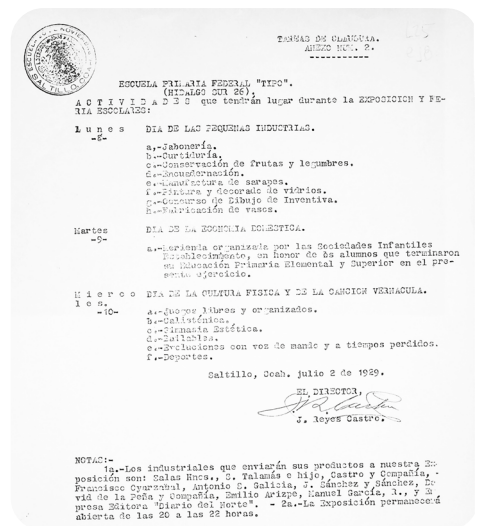 TAREAS DE CLAUSURA.
ANEXO NUM. 2.
ESCUELA
SALTILLO, COAH.
ESCUELA PRIMARIA FEDERAL "TIPO".
(HIDALGO SUR 26).
A C T I V I D A D E S que tendrán lugar durante la EXPOSICION Y FE-
RIA ESCOLARES:
L u n e s DIA DE LAS PEQUEÑAS INDUSTRIAS.
-8-
a,-Jabonería.
b.-Curtiduría.
c.-Conservación de frutas y legumbres.
d.-Encuadernación.
e.-Manufactura de sarapes.
f.-Pintura y decorado de vidrios.
g.-Concurso de Dibujo de Inventiva.
h.-Fabricación de vasos.
Martes DIA DE LA ECONOMIA DOMESTICA.
-9-
a.-Merienda organizada por las Sociedades Infantiles
Establecimiento, en honor de los alumnos que terminaron
su Educación Primaria Elemental y Superior en el pre-
sente ejercicio.
M i e r c o DIA DE LA CULTURA FISICA Y DE LA CANCION VERNACULA.
l e s.
-10- a.-Juegos libres y organizados.
b.-Calisténica.
c.-Gimnasia Estética.
d.-Bailables.
e.-Evoluciones con voz de mando y a tiempos perdidos.
f.-Deportes.
Saltillo, Coah. julio 2 de 1929.
EL DIRECTOR,
J. Reyes Castro.
NOTAS:-
1a.-Los industriales que enviarán sus productos a nuestra Ex-
posición son: Salas Hnos., S. Talamás e hijo, Castro y Compañía,
Francisco Oyarzabal, Antonio S. Galicia, J. Sánchez y Sánchez, Da-
vid de la Peña y Compañía, Emilio Arizpe, Manuel García, R., y Em
presa Editora "Diario del Norte". - 2a.-La Exposición permanecerá
abierta de las 20 a las 22 horas.